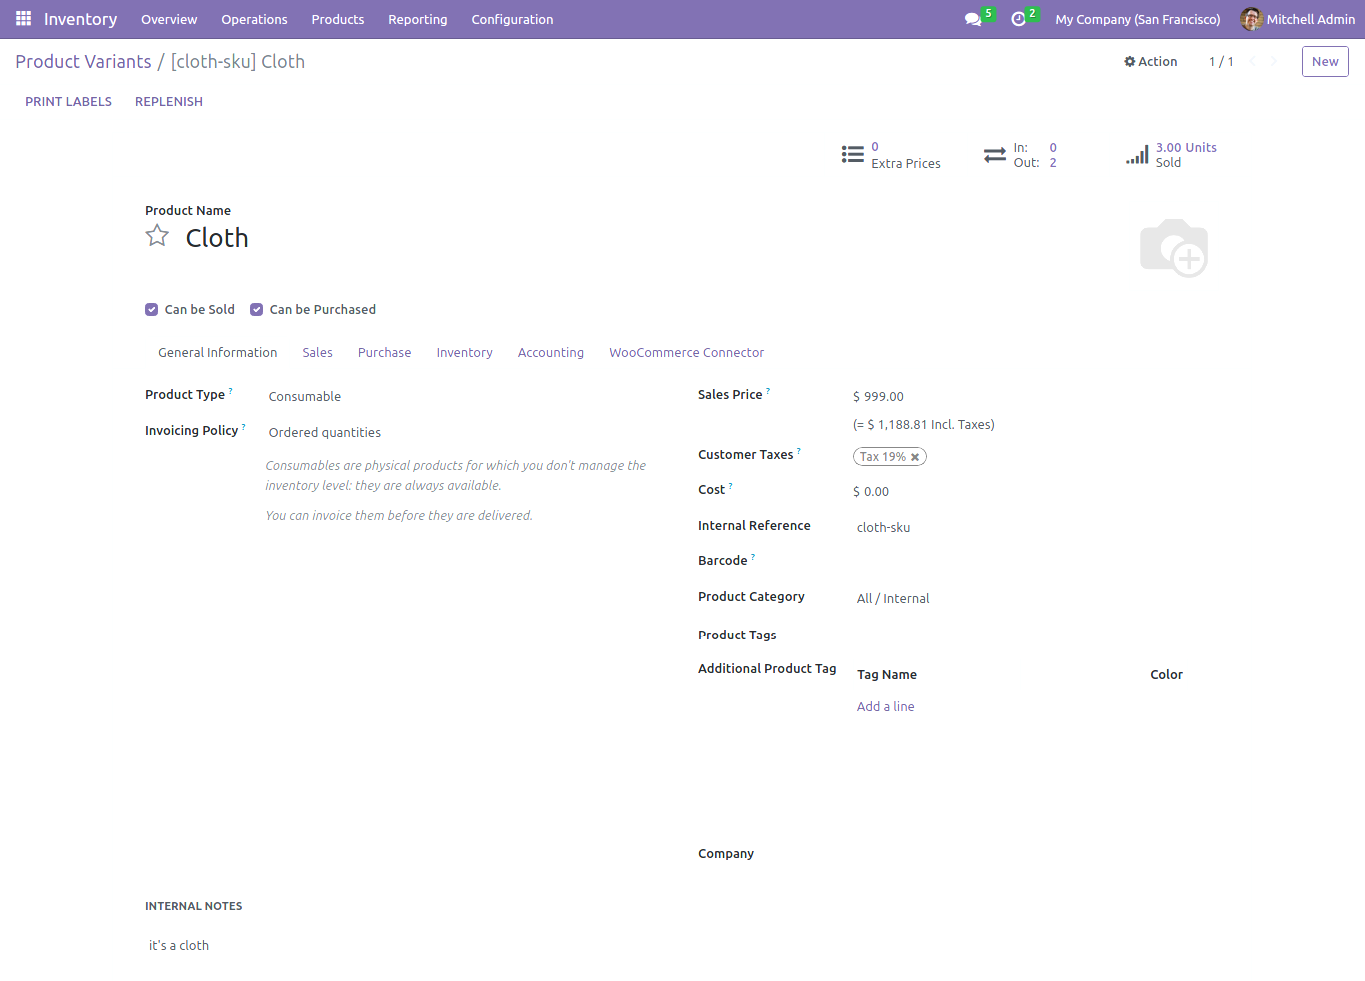 Inventory Overview Operations Products Reporting Configuration 5 2 My Company (San Francisco) Mitchell Admin
Product Variants / [cloth-sku] Cloth Action 1 / 1 New
PRINT LABELS REPLENISH
0
Extra Prices
In: 0
Out: 2
3.00 Units
Sold
Product Name
Cloth
Can be Sold Can be Purchased
General Information Sales Purchase Inventory Accounting WooCommerce Connector
Product Type ? Consumable
Invoicing Policy ? Ordered quantities
Consumables are physical products for which you don't manage the
inventory level: they are always available.
You can invoice them before they are delivered.
Sales Price ? $ 999.00
(= $ 1,188.81 Incl. Taxes)
Customer Taxes ? Tax 19%
Cost ? $ 0.00
Internal Reference cloth-sku
Barcode ?
Product Category All / Internal
Product Tags
Additional Product Tag Tag Name Color
Add a line
Company
INTERNAL NOTES
it's a cloth